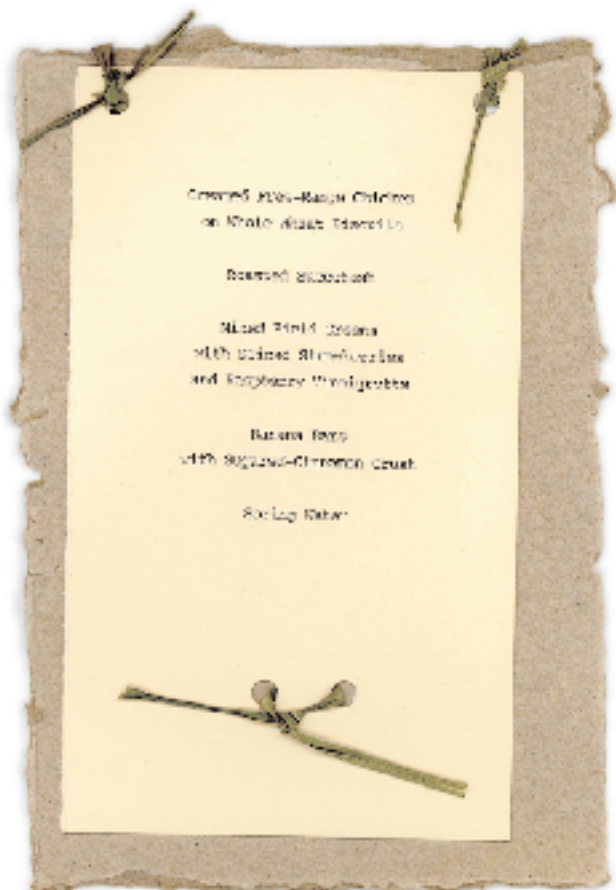 Creamed Free-Range Chicken
on Whole Wheat Biscuits
Roasted
Mixed Field Greens
with Sliced Strawberries
and Raspberry Vinaigrette
Banana Bars
with Sugared-Cinnamon Crust
Spring Water